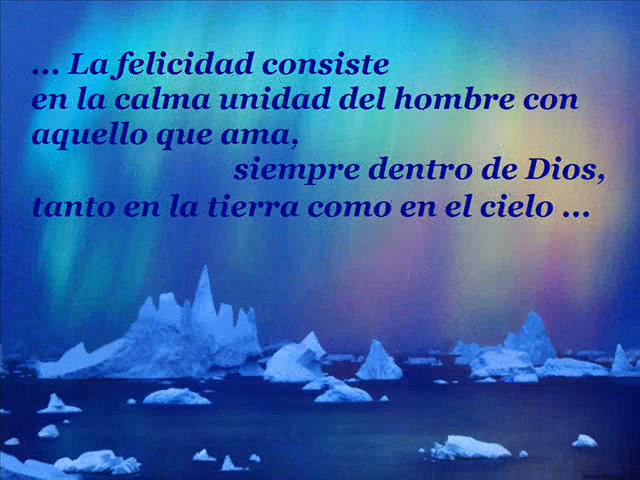 ... La felicidad consiste
en la calma unidad del hombre con
aquello que ama,
siempre dentro de Dios,
tanto en la tierra como en el cielo ...